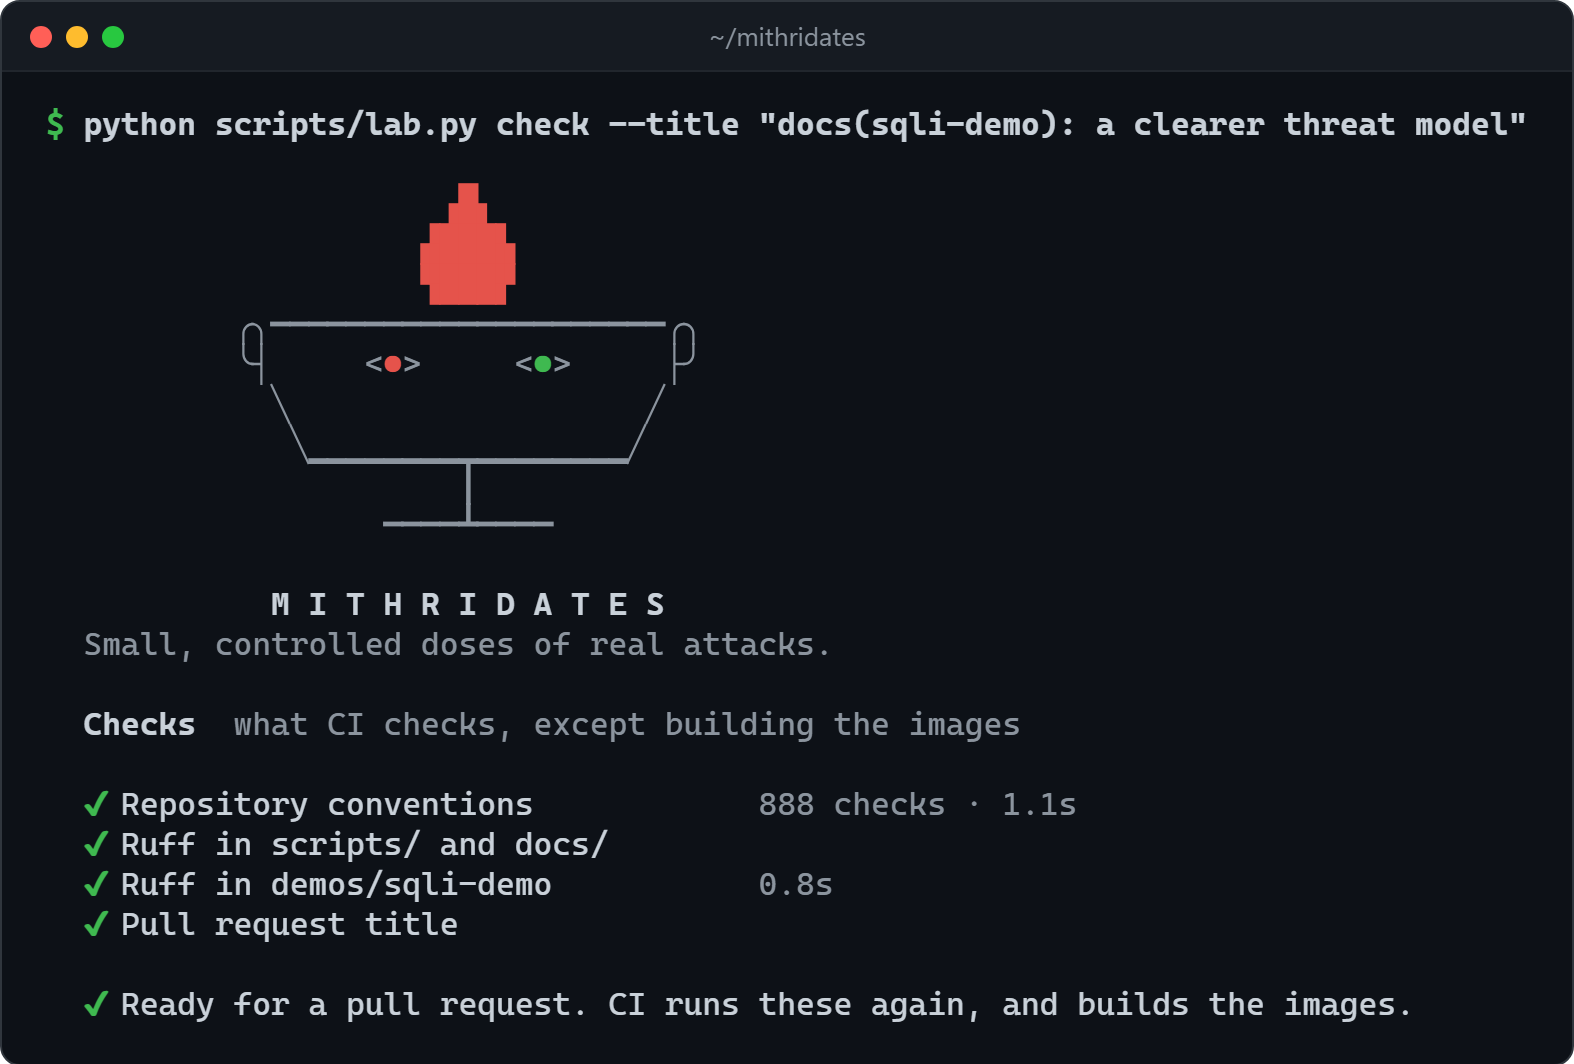 ~/mithridates
$ python scripts/lab.py check --title "docs(sqli-demo): a clearer threat model"
<●> <●>
M I T H R I D A T E S
Small, controlled doses of real attacks.
Checks what CI checks, except building the images
✔ Repository conventions 888 checks · 1.1s
✔ Ruff in scripts/ and docs/
✔ Ruff in demos/sqli-demo 0.8s
✔ Pull request title
✔ Ready for a pull request. CI runs these again, and builds the images.